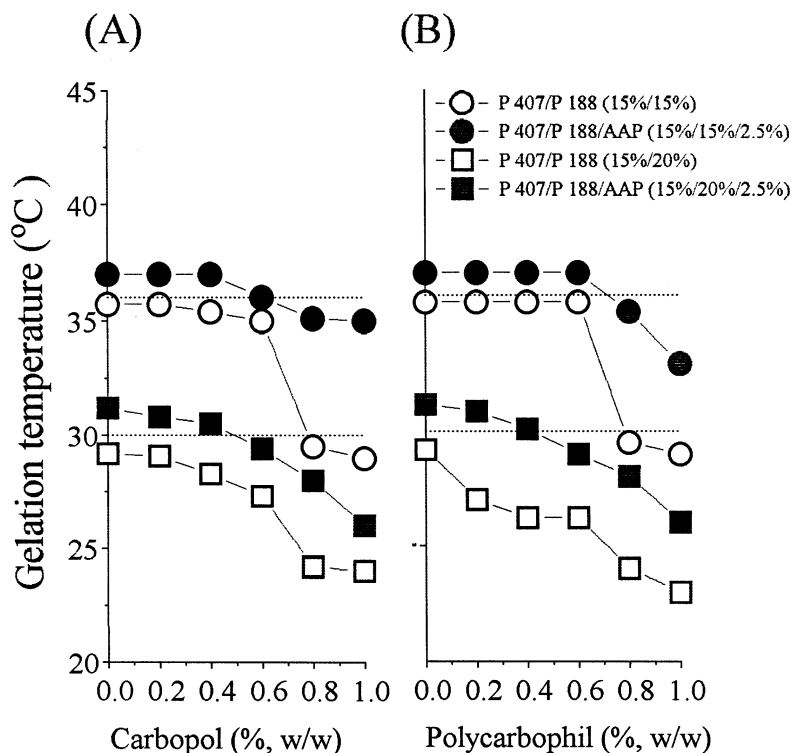 (A)
(B)
P 407/P 188 (15%/15%)
P 407/P 188/AAP (15%/15%/2.5%)
P 407/P 188 (15%/20%)
P 407/P 188/AAP (15%/20%/2.5%)
Gelation temperature (°C)
45
40
35
30
25
20
0.0 0.2 0.4 0.6 0.8 1.0
0.0 0.2 0.4 0.6 0.8 1.0
Carbopol (%, w/w)
Polycarbophil (%, w/w)